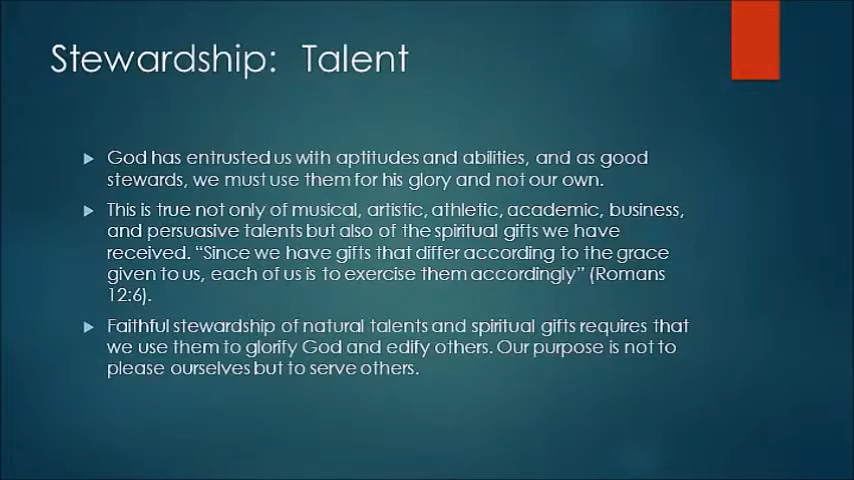 Stewardship: Talent
God has entrusted us with aptitudes and abilities, and as good
stewards, we must use them for his glory and not our own.
This is true not only of musical, artistic, athletic, academic, business,
and persuasive talents but also of the spiritual gifts we have
received. “Since we have gifts that differ according to the grace
given to us, each of us is to exercise them accordingly” (Romans
12:6).
Faithful stewardship of natural talents and spiritual gifts requires that
we use them to glorify God and edify others. Our purpose is not to
please ourselves but to serve others.